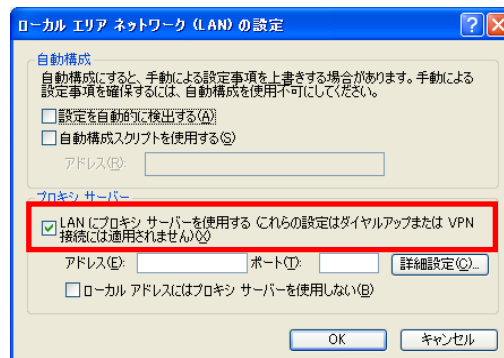 ローカル エリア ネットワーク (LAN) の設定
自動構成
自動構成にすると、手動による設定事項を上書きする場合があります。手動による
設定事項を確保するには、自動構成を使用不可にしてください。
設定を自動的に検出する(A)
自動構成スクリプトを使用する(S)
アドレス(R):
プロキシ サーバー
LAN にプロキシ サーバーを使用する (これらの設定はダイヤルアップまたは VPN
接続には適用されません)(X)
アドレス(E): ポート(T): 詳細設定(C)...
ローカル アドレスにはプロキシ サーバーを使用しない(B)
OK キャンセル